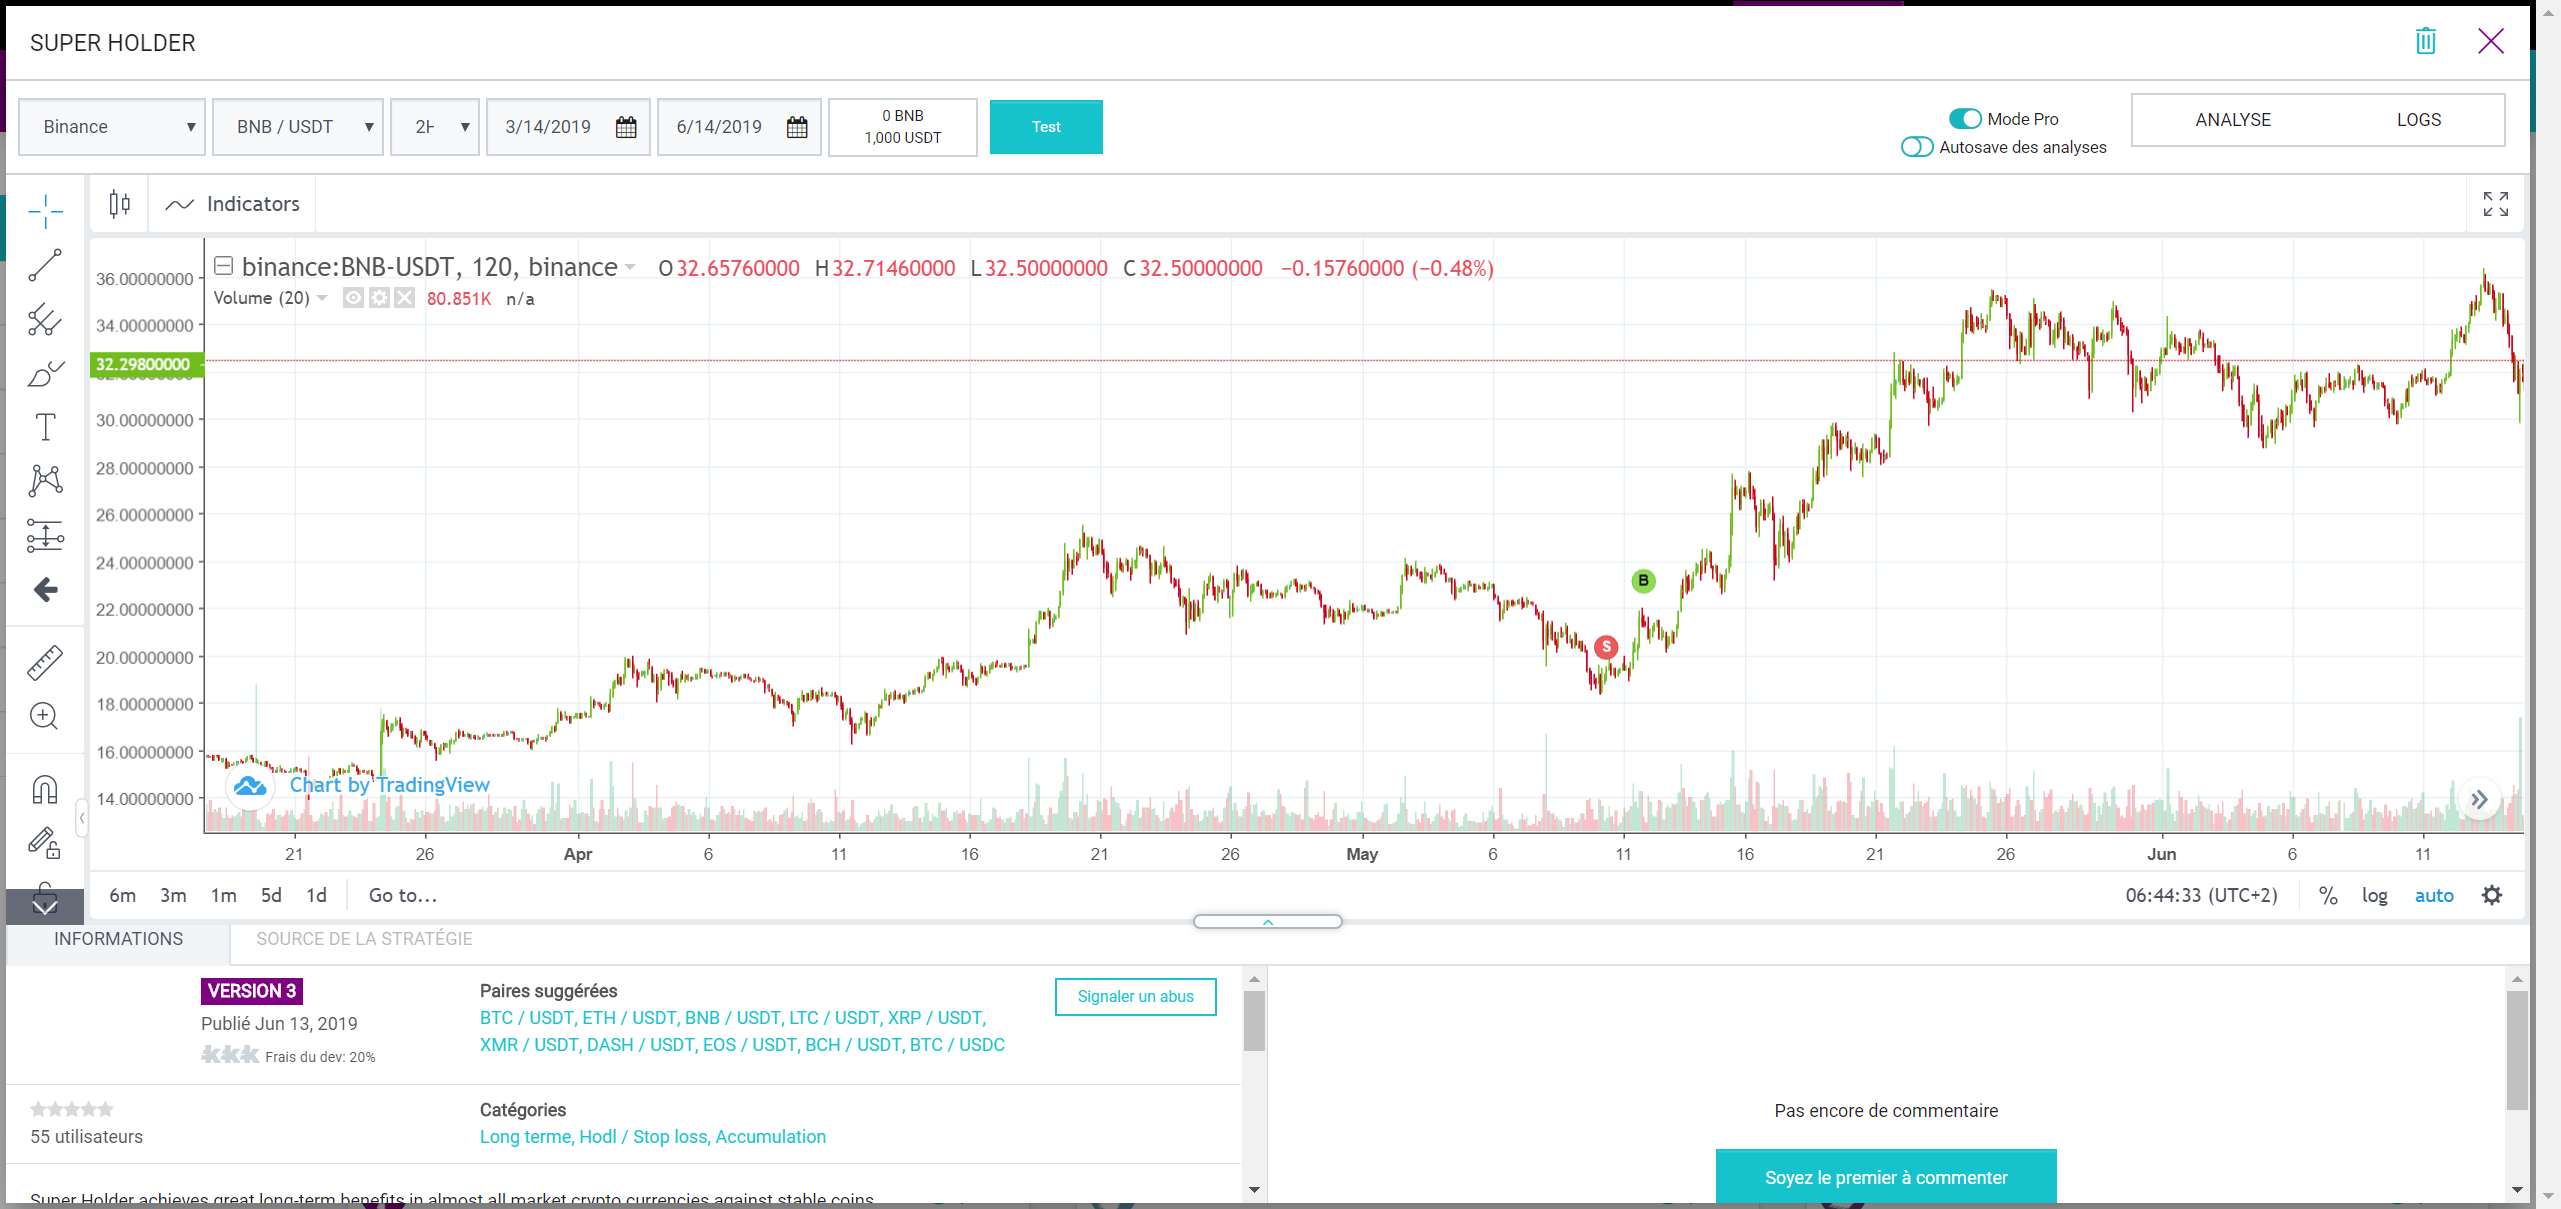 SUPER HOLDER
Binance
BNB / USDT
2H
3/14/2019
6/14/2019
0 BNB
1,000 USDT
Test
Mode Pro
Autosave des analyses
ANALYSE
LOGS
Indicators
binance:BNB-USDT, 120, binance O32.65760000 H32.71460000 L32.50000000 C32.50000000 −0.15760000 (−0.48%)
Volume (20) 80.851K n/a
36.00000000
34.00000000
32.29800000
30.00000000
28.00000000
26.00000000
24.00000000
22.00000000
20.00000000
18.00000000
16.00000000
14.00000000
B
S
Chart by TradingView
21 26 Apr 6 11 16 21 26 May 6 11 16 21 26 Jun 6 11
6m 3m 1m 5d 1d Go to...
06:44:33 (UTC+2) % log auto
INFORMATIONS
SOURCE DE LA STRATÉGIE
VERSION 3
Publié Jun 13, 2019
Frais du dev: 20%
Paires suggérées
BTC / USDT, ETH / USDT, BNB / USDT, LTC / USDT, XRP / USDT,
XMR / USDT, DASH / USDT, EOS / USDT, BCH / USDT, BTC / USDC
Signaler un abus
55 utilisateurs
Catégories
Long terme, Hodl / Stop loss, Accumulation
Super Holder achieves great long-term benefits in almost all market crypto currencies against stable coins
Pas encore de commentaire
Soyez le premier à commenter